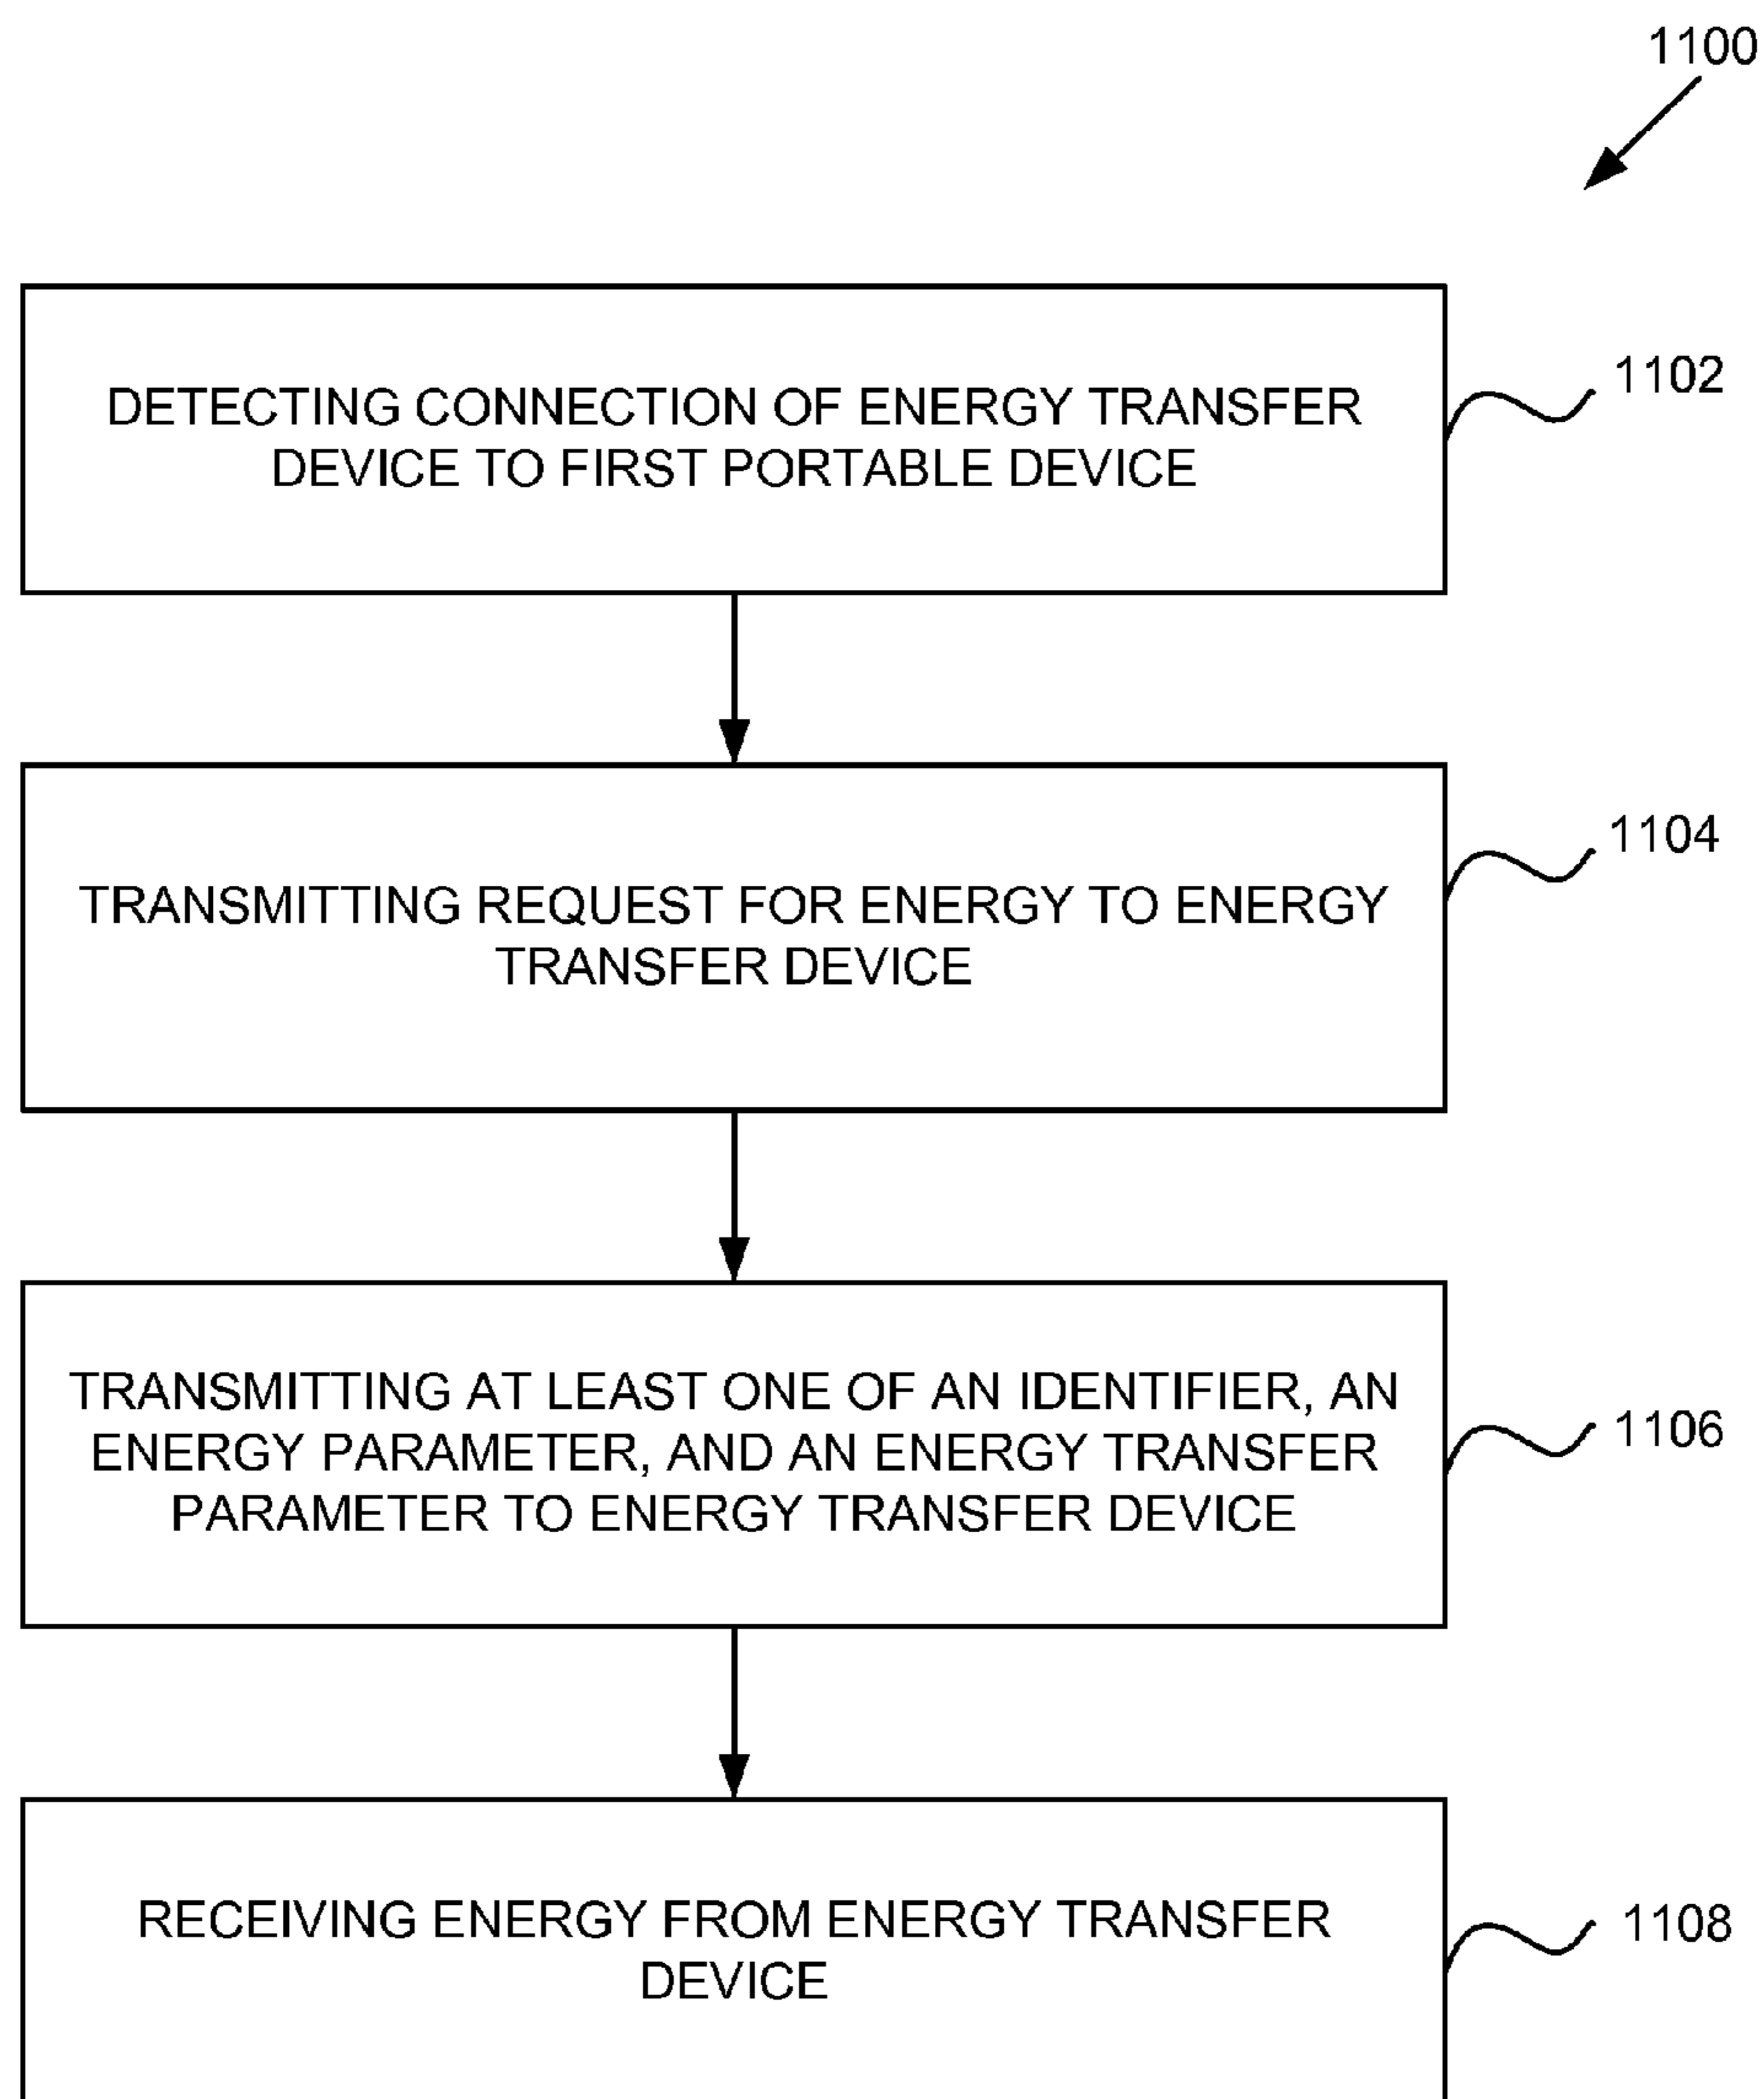 1100
DETECTING CONNECTION OF ENERGY TRANSFER
DEVICE TO FIRST PORTABLE DEVICE
1102
TRANSMITTING REQUEST FOR ENERGY TO ENERGY
TRANSFER DEVICE
1104
TRANSMITTING AT LEAST ONE OF AN IDENTIFIER, AN
ENERGY PARAMETER, AND AN ENERGY TRANSFER
PARAMETER TO ENERGY TRANSFER DEVICE
1106
RECEIVING ENERGY FROM ENERGY TRANSFER
DEVICE
1108